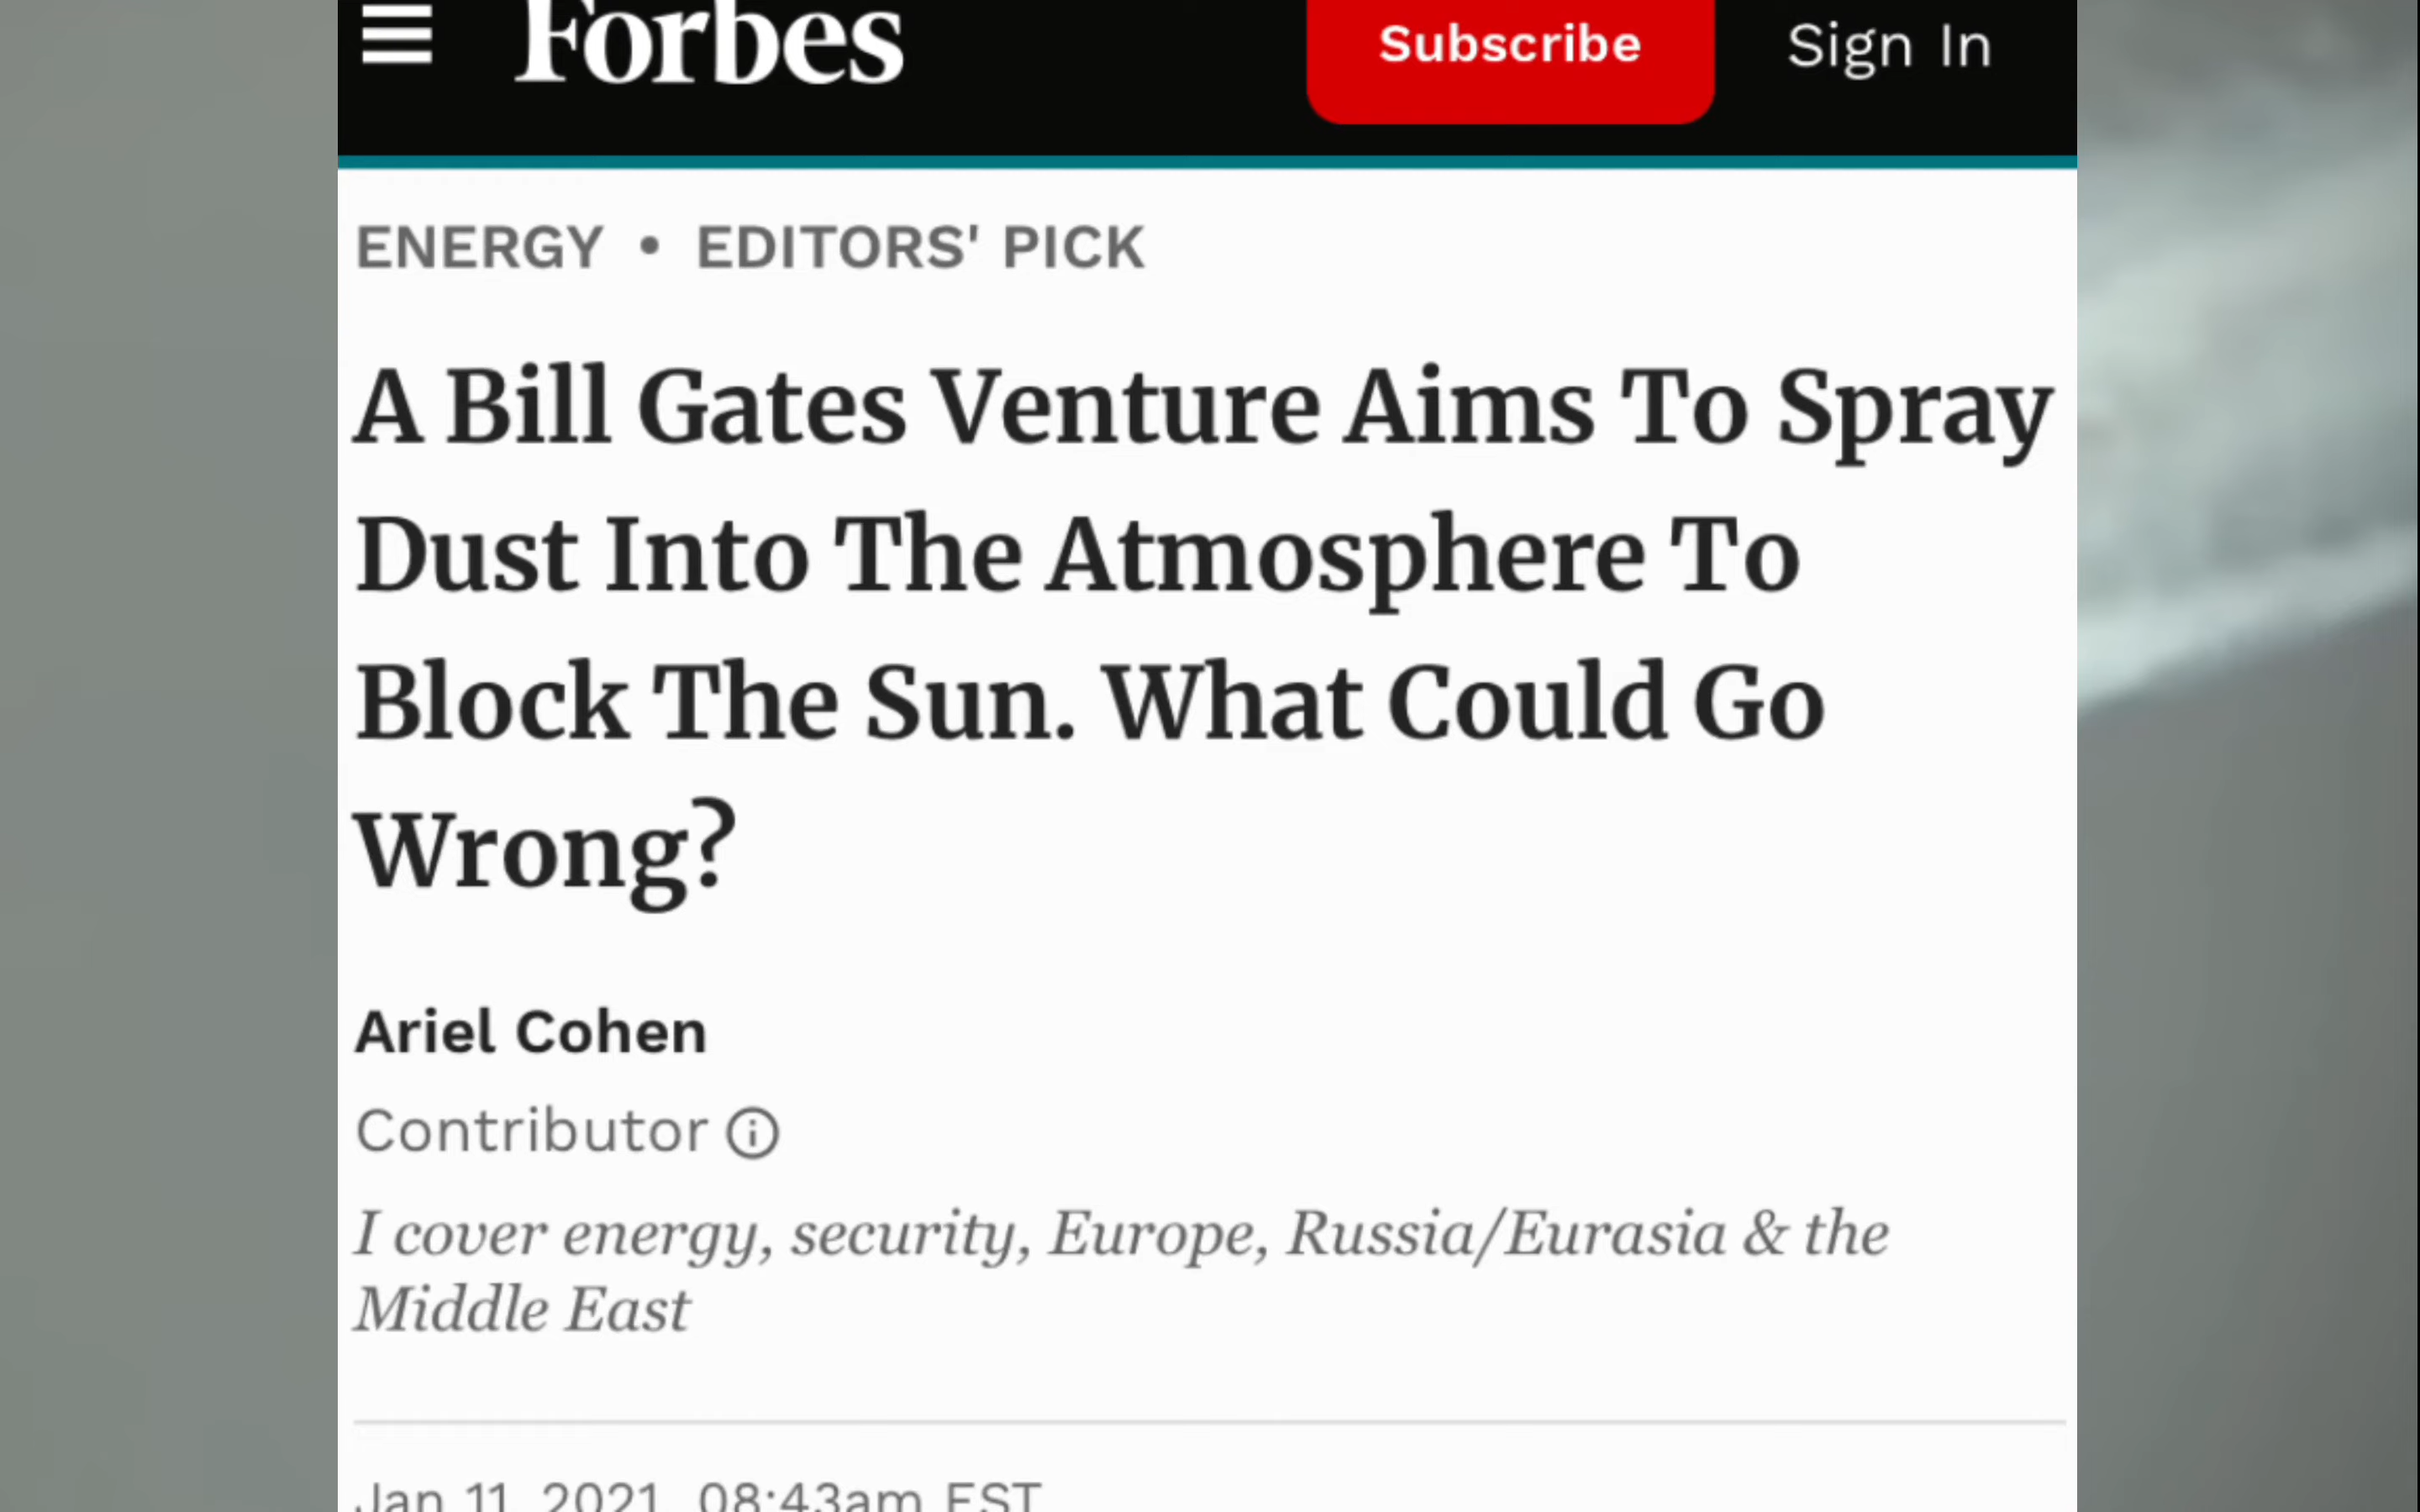 Forbes
Subscribe
Sign In
ENERGY • EDITORS' PICK
A Bill Gates Venture Aims To Spray
Dust Into The Atmosphere To
Block The Sun. What Could Go
Wrong?
Ariel Cohen
Contributor
I cover energy, security, Europe, Russia/Eurasia & the
Middle East
Jan 11, 2021, 08:43am EST